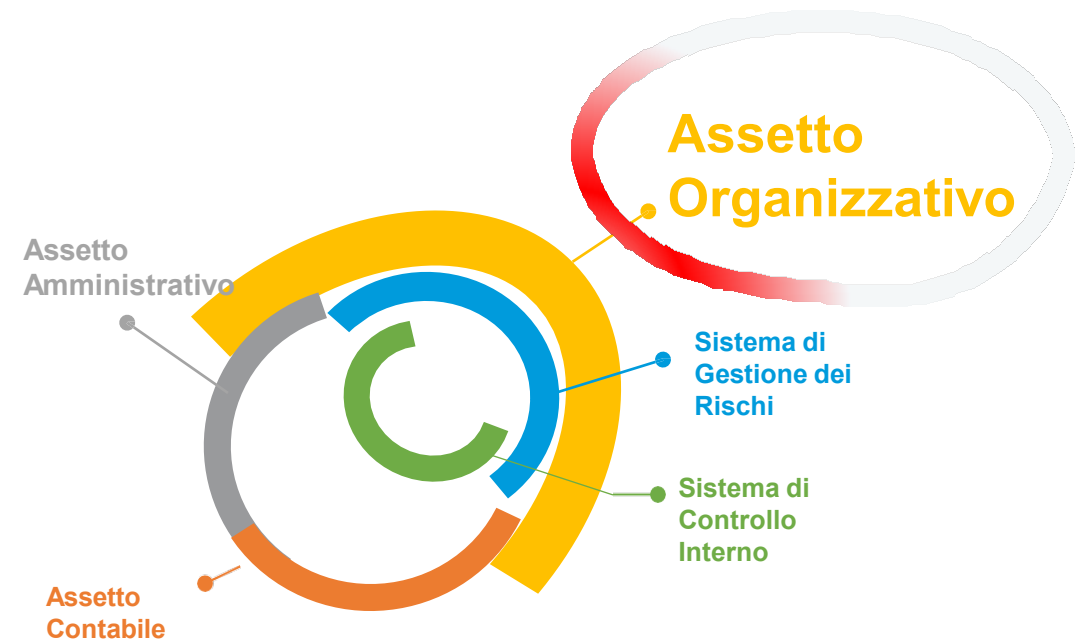 Assetto
Organizzativo
Assetto
Amministrativo
Sistema di
Gestione dei
Rischi
Sistema di
Controllo
Interno
Assetto
Contabile